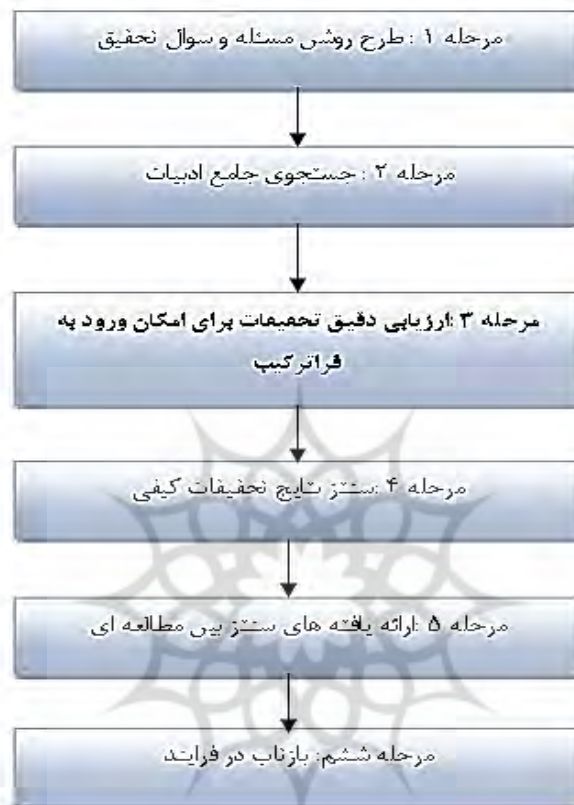 مرحله ۱ : طرح روشی مسئله و سوال تحقیق
مرحله ۲ : جستجوی جامع ادبیات
مرحله ۳ :ارزیابی دقیق تحقیقات برای امکان ورود به
فراترکیب
مرحله ۴ :سنتز نتایج تحقیقات کیفی
مرحله ۵ :ارائه یافته های سنتز بین مطالعه ای
مرحله ششم: بازتاب در فرایند